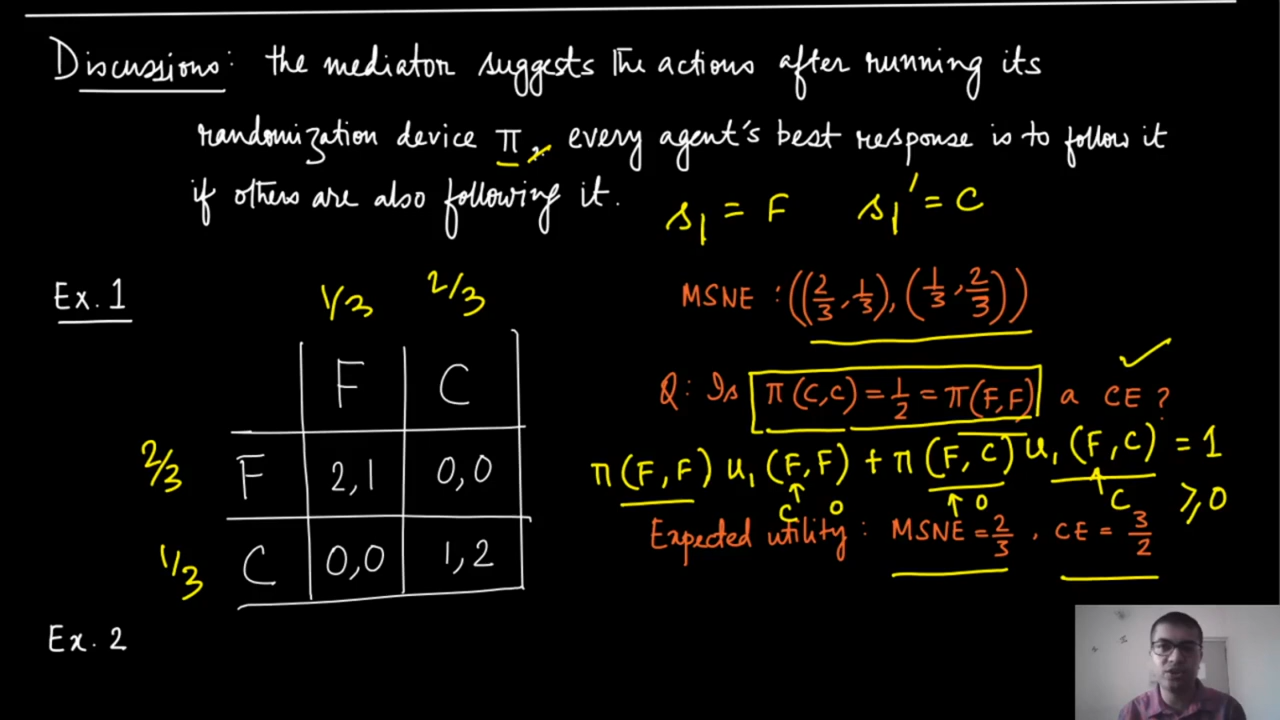 Discussions: the mediator suggests the actions after running its
randomization device π, every agent's best response is to follow it
if others are also following it.
s₁ = F s₁' = C
Ex. 1
1/3 2/3
MSNE : ((2/3, 1/3), (1/3, 2/3))
F C
Q: Is π(C,C) = 1/2 = π(F,F) a CE? ✓
2/3 F 2,1 0,0
π(F,F) u₁(F,F) + π(F,C) u₁(F,C) = 1
C 0 0 C ≥ 0
Expected utility: MSNE = 2/3, CE = 3/2
1/3 C 0,0 1,2
Ex. 2